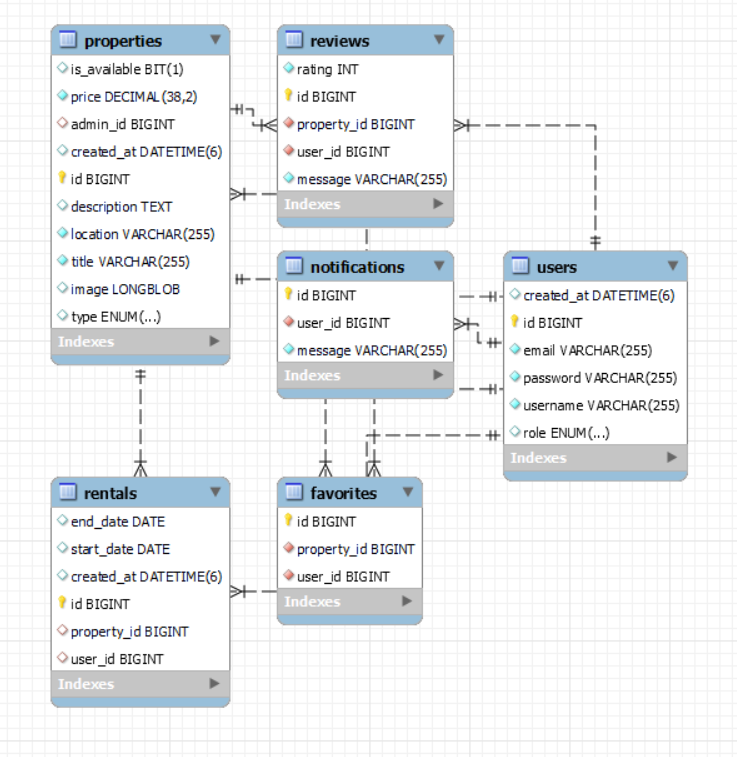 properties
is_available BIT(1)
price DECIMAL(38,2)
admin_id BIGINT
created_at DATETIME(6)
id BIGINT
description TEXT
location VARCHAR(255)
title VARCHAR(255)
image LONGBLOB
type ENUM(...)
Indexes
reviews
rating INT
id BIGINT
property_id BIGINT
user_id BIGINT
message VARCHAR(255)
Indexes
notifications
id BIGINT
user_id BIGINT
message VARCHAR(255)
Indexes
users
created_at DATETIME(6)
id BIGINT
email VARCHAR(255)
password VARCHAR(255)
username VARCHAR(255)
role ENUM(...)
Indexes
rentals
end_date DATE
start_date DATE
created_at DATETIME(6)
id BIGINT
property_id BIGINT
user_id BIGINT
Indexes
favorites
id BIGINT
property_id BIGINT
user_id BIGINT
Indexes